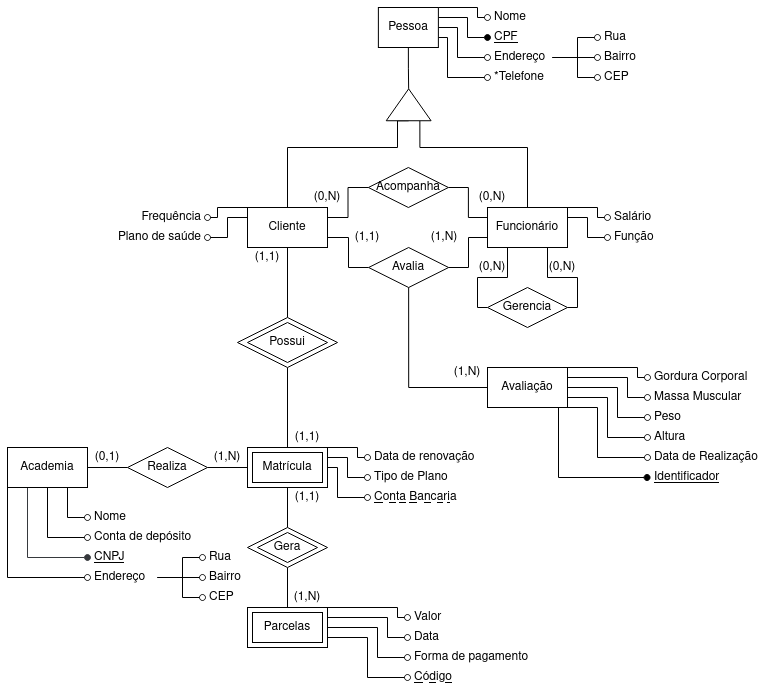 Pessoa
Nome
CPF
Endereço
*Telefone
Rua
Bairro
CEP
(0,N)
Acompanha
(0,N)
Frequência
Plano de saúde
Cliente
Funcionário
Salário
Função
(1,1)
(1,1)
Avalia
(1,N)
(0,N)
(0,N)
Gerencia
Possui
(1,N)
Avaliação
Gordura Corporal
Massa Muscular
Peso
Altura
Data de Realização
Identificador
(1,1)
Academia
(0,1)
Realiza
(1,N)
Matrícula
Data de renovação
Tipo de Plano
Conta Bancaria
(1,1)
Nome
Conta de depósito
CNPJ
Endereço
Rua
Bairro
CEP
Gera
(1,N)
Parcelas
Valor
Data
Forma de pagamento
Código